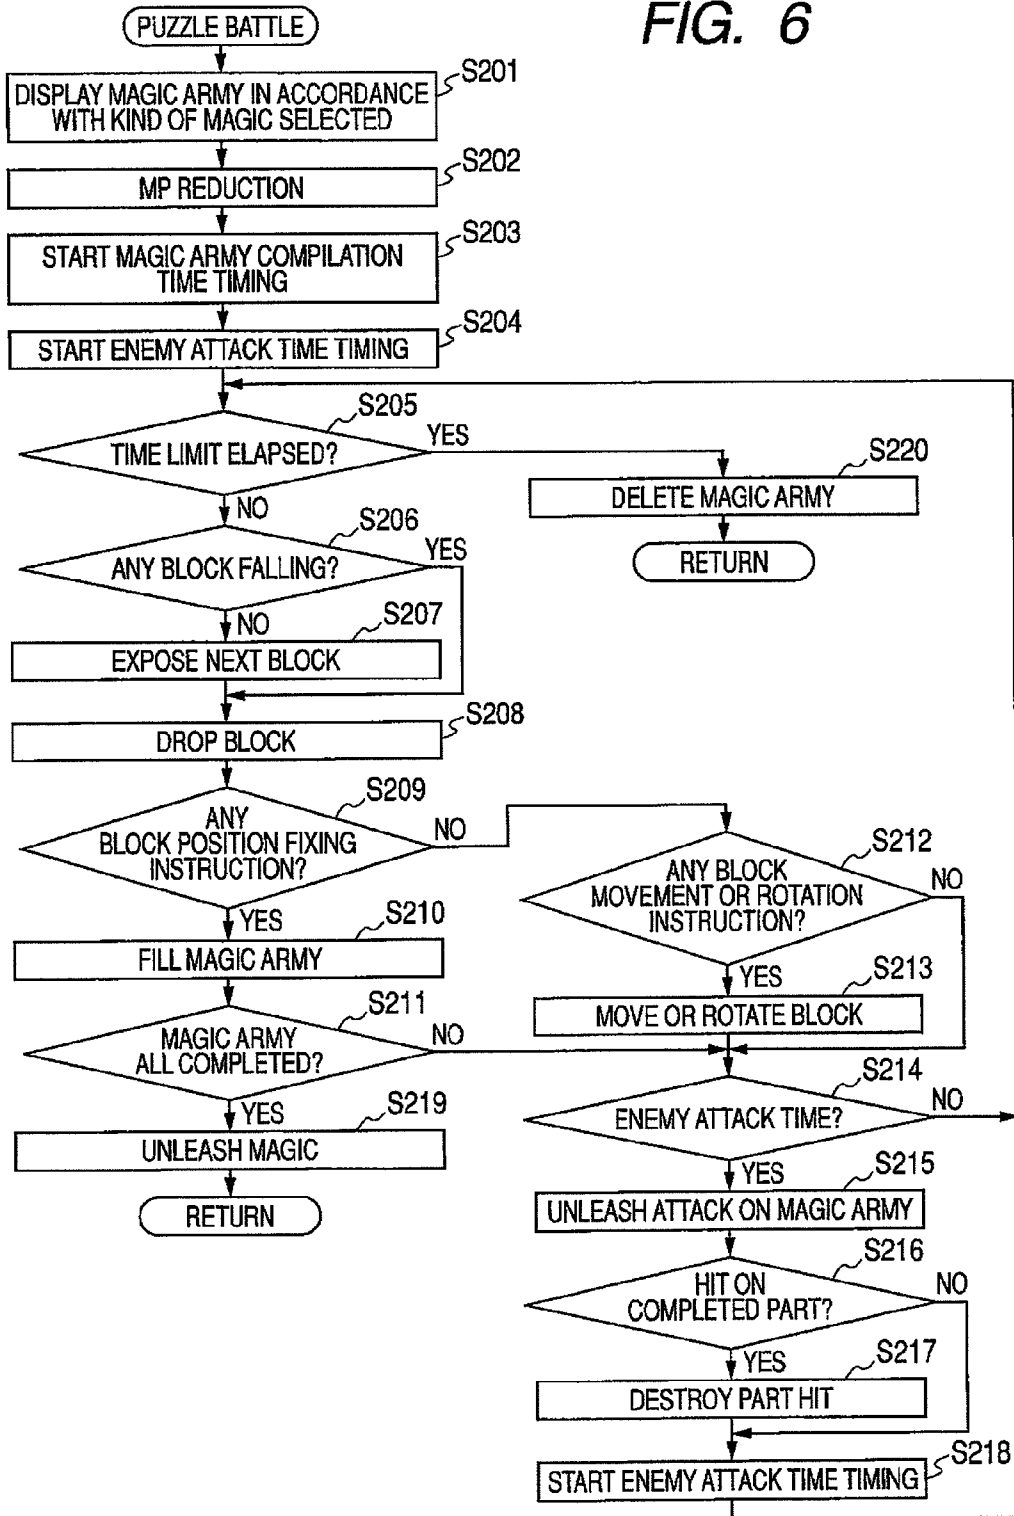 FIG. 6
PUZZLE BATTLE
S201
DISPLAY MAGIC ARMY IN ACCORDANCE
WITH KIND OF MAGIC SELECTED
S202
MP REDUCTION
S203
START MAGIC ARMY COMPILATION
TIME TIMING
S204
START ENEMY ATTACK TIME TIMING
S205
TIME LIMIT ELAPSED?
YES
NO
S220
DELETE MAGIC ARMY
RETURN
S206
ANY BLOCK FALLING?
YES
NO
S207
EXPOSE NEXT BLOCK
S208
DROP BLOCK
S209
ANY
BLOCK POSITION FIXING
INSTRUCTION?
NO
YES
S210
FILL MAGIC ARMY
S211
MAGIC ARMY
ALL COMPLETED?
NO
YES
S219
UNLEASH MAGIC
RETURN
S212
ANY BLOCK
MOVEMENT OR ROTATION
INSTRUCTION?
NO
YES
S213
MOVE OR ROTATE BLOCK
S214
ENEMY ATTACK TIME?
NO
YES
S215
UNLEASH ATTACK ON MAGIC ARMY
S216
HIT ON
COMPLETED PART?
NO
YES
S217
DESTROY PART HIT
S218
START ENEMY ATTACK TIME TIMING